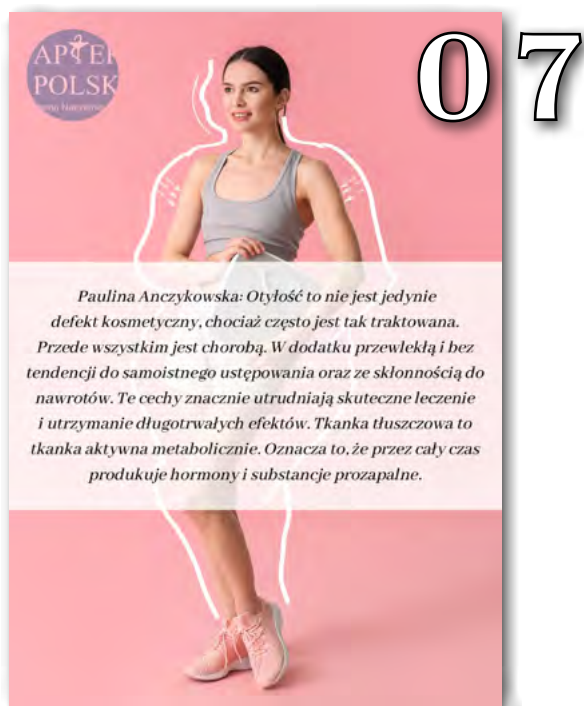 07
APTE
POLSK
Paulina Anczykowska: Otyłość to nie jest jedynie
defekt kosmetyczny, chociaż często jest tak traktowana.
Przede wszystkim jest chorobą. W dodatku przewlekłą i bez
tendencji do samoistnego ustępowania oraz ze skłonnością do
nawrotów. Te cechy znacznie utrudniają skuteczne leczenie
i utrzymanie długotrwałych efektów. Tkanka tłuszczowa to
tkanka aktywna metabolicznie. Oznacza to, że przez cały czas
produkuje hormony i substancje prozapalne.